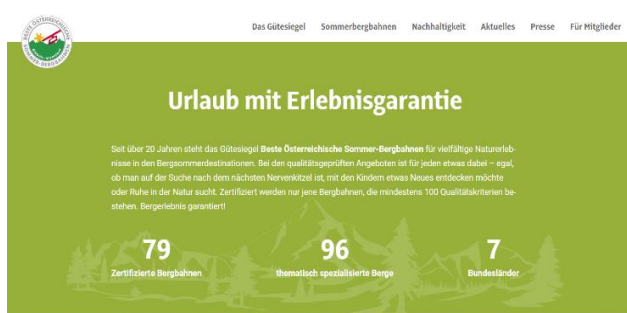 BESTE ÖSTERREICHISCHE
SOMMER-BERGBAHNEN
Das Gütesiegel Sommerbergbahnen Nachhaltigkeit Aktuelles Presse Für Mitglieder
Urlaub mit Erlebnisgarantie
Seit über 20 Jahren steht das Gütesiegel Beste Österreichische Sommer-Bergbahnen für vielfältige Naturerleb-
nisse in den Bergsommerdestinationen. Bei den qualitätsgeprüften Angeboten ist für jeden etwas dabei – egal,
ob man auf der Suche nach dem nächsten Nervenkitzel ist, mit den Kindern etwas Neues entdecken möchte
oder Ruhe in der Natur sucht. Zertifiziert werden nur jene Bergbahnen, die mindestens 100 Qualitätskriterien be-
stehen. Bergerlebnis garantiert!
79 96 7
Zertifizierte Bergbahnen thematisch spezialisierte Berge Bundesländer